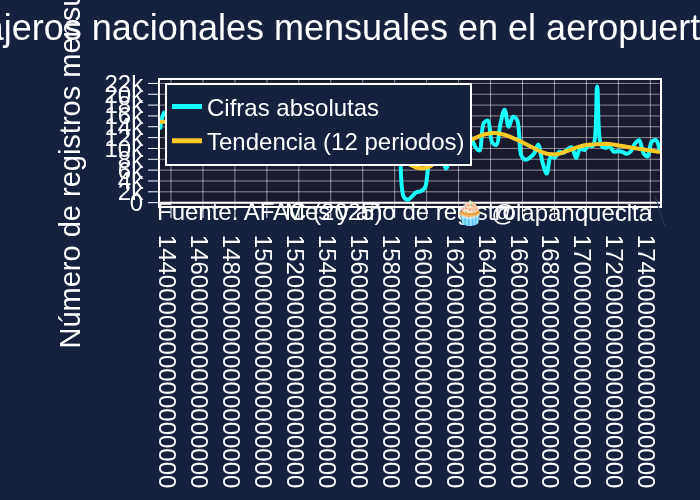 ajeros nacionales mensuales en el aeropuert
Número de registros mensu
22k
20k
18k
16k
14k
12k
10k
8k
6k
4k
2k
0
Cifras absolutas
Tendencia (12 periodos)
Fuente: AFAC (2025)
Mes y año de registro
🧁 @lapanquecita
1440000000000000000
1460000000000000000
1480000000000000000
1500000000000000000
1520000000000000000
1540000000000000000
1560000000000000000
1580000000000000000
1600000000000000000
1620000000000000000
1640000000000000000
1660000000000000000
1680000000000000000
1700000000000000000
1720000000000000000
1740000000000000000